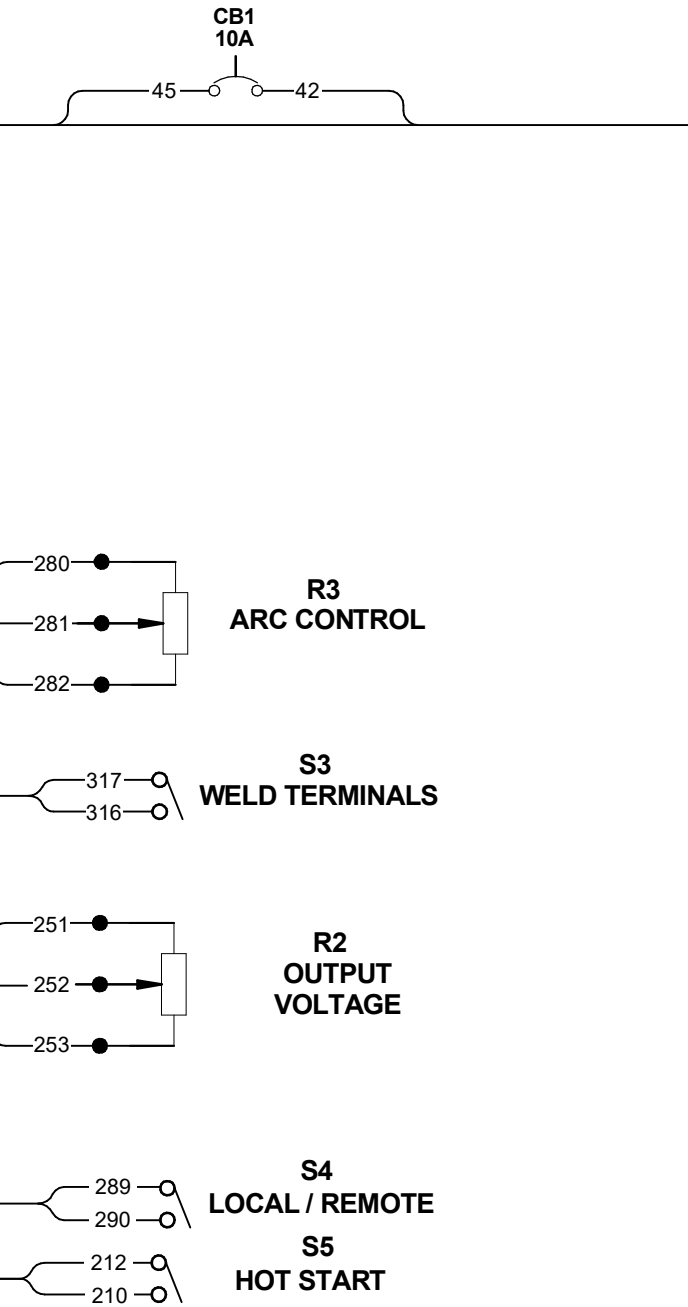 CB1
10A
45 42
280
R3
281
ARC CONTROL
282
S3
317
WELD TERMINALS
316
251
R2
OUTPUT
252
VOLTAGE
253
S4
289
LOCAL / REMOTE
290
S5
212
HOT START
210